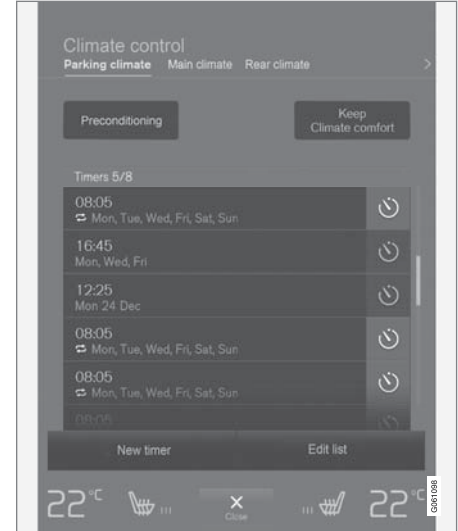 Climate control
Parking climate Main climate Rear climate
Preconditioning
Keep
Climate comfort
Timers 5/8
08:05
Mon, Tue, Wed, Fri, Sat, Sun
16:45
Mon, Wed, Fri
12:25
Mon 24 Dec
08:05
Mon, Tue, Wed, Fri, Sat, Sun
08:05
Mon, Tue, Wed, Fri, Sat, Sun
08:05
New timer Edit list
22°C 22°C
Close
G061098